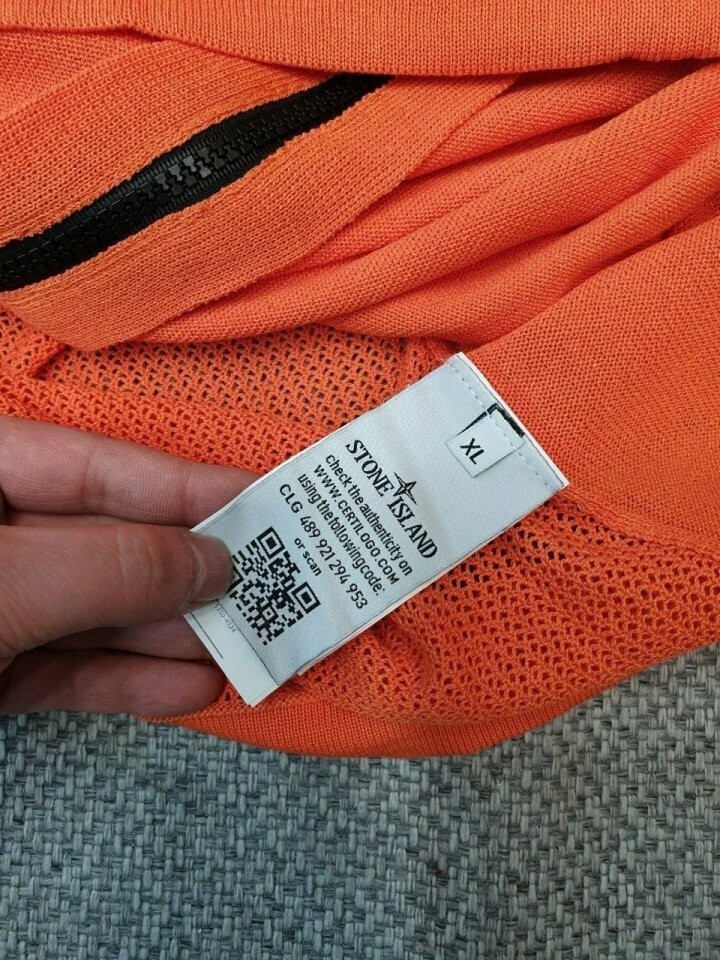 XL
STONE ISLAND
check the authenticity on
WWW.CERTILOGO.COM
using the following code:
CLG 489 921 294 953
or scan